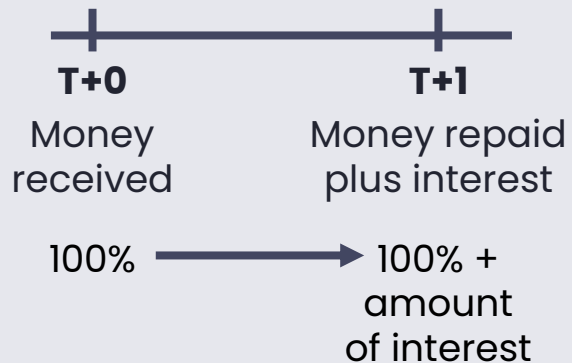 T+0
Money
received
T+1
Money repaid
plus interest
100%
100% +
amount
of interest